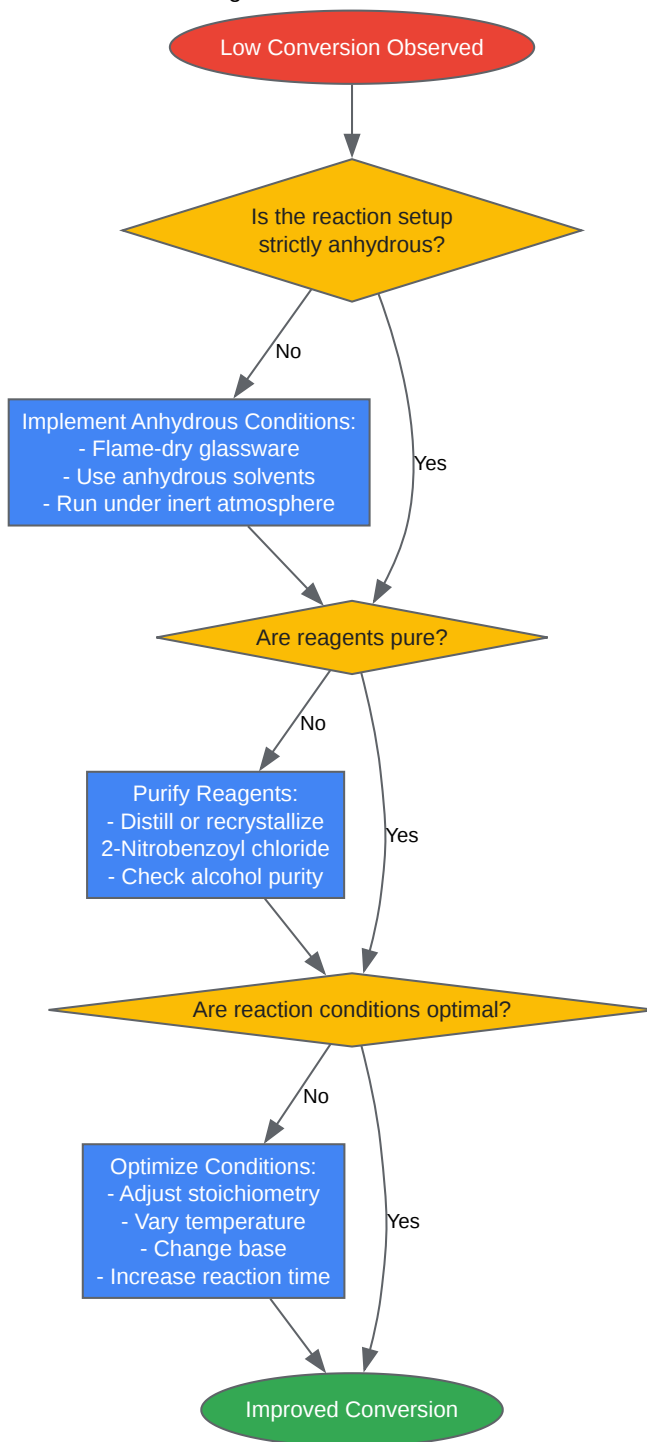 Low Conversion Observed
Is the reaction setup
strictly anhydrous?
No
Yes
Implement Anhydrous Conditions:
- Flame-dry glassware
- Use anhydrous solvents
- Run under inert atmosphere
Are reagents pure?
No
Yes
Purify Reagents:
- Distill or recrystallize
2-Nitrobenzoyl chloride
- Check alcohol purity
Are reaction conditions optimal?
No
Yes
Optimize Conditions:
- Adjust stoichiometry
- Vary temperature
- Change base
- Increase reaction time
Improved Conversion